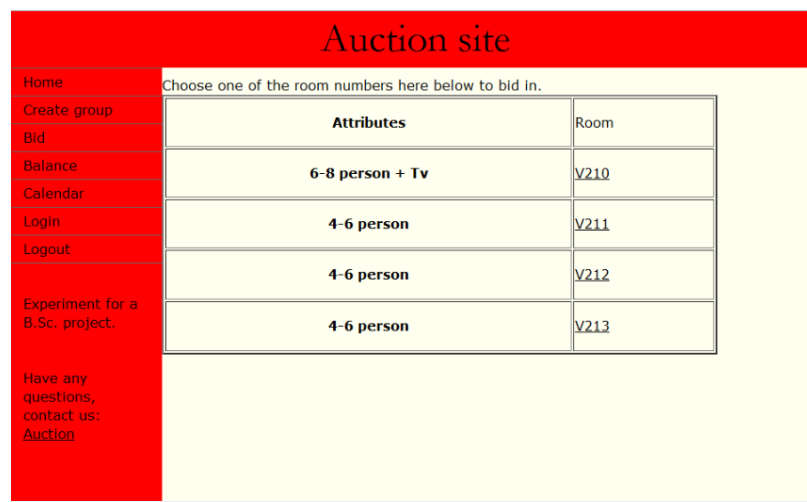 Auction site
Home
Create group
Bid
Balance
Calendar
Login
Logout
Experiment for a
B.Sc. project.
Have any
questions,
contact us:
Auction
Choose one of the room numbers here below to bid in.
Attributes Room
6-8 person + Tv V210
4-6 person V211
4-6 person V212
4-6 person V213